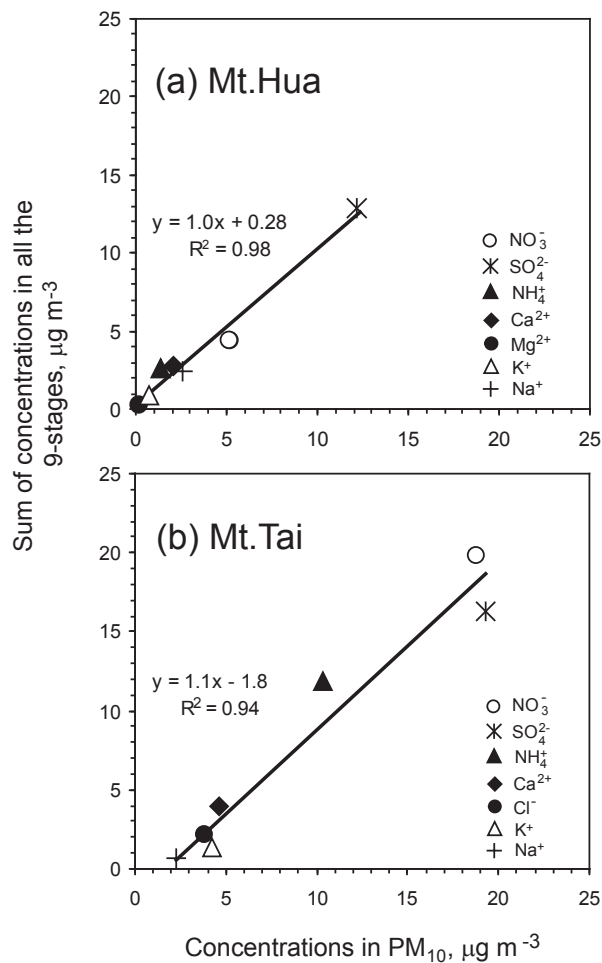 Sum of concentrations in all the
9-stages, μg m⁻³
(a) Mt.Hua
25
20
15
10
5
0
y = 1.0x + 0.28
R² = 0.98
NO₃⁻
SO₄²⁻
NH₄⁺
Ca²⁺
Mg²⁺
K⁺
Na⁺
0 5 10 15 20 25
(b) Mt.Tai
25
20
15
10
5
0
y = 1.1x - 1.8
R² = 0.94
NO₃⁻
SO₄²⁻
NH₄⁺
Ca²⁺
Cl⁻
K⁺
Na⁺
0 5 10 15 20 25
Concentrations in PM₁₀, μg m⁻³